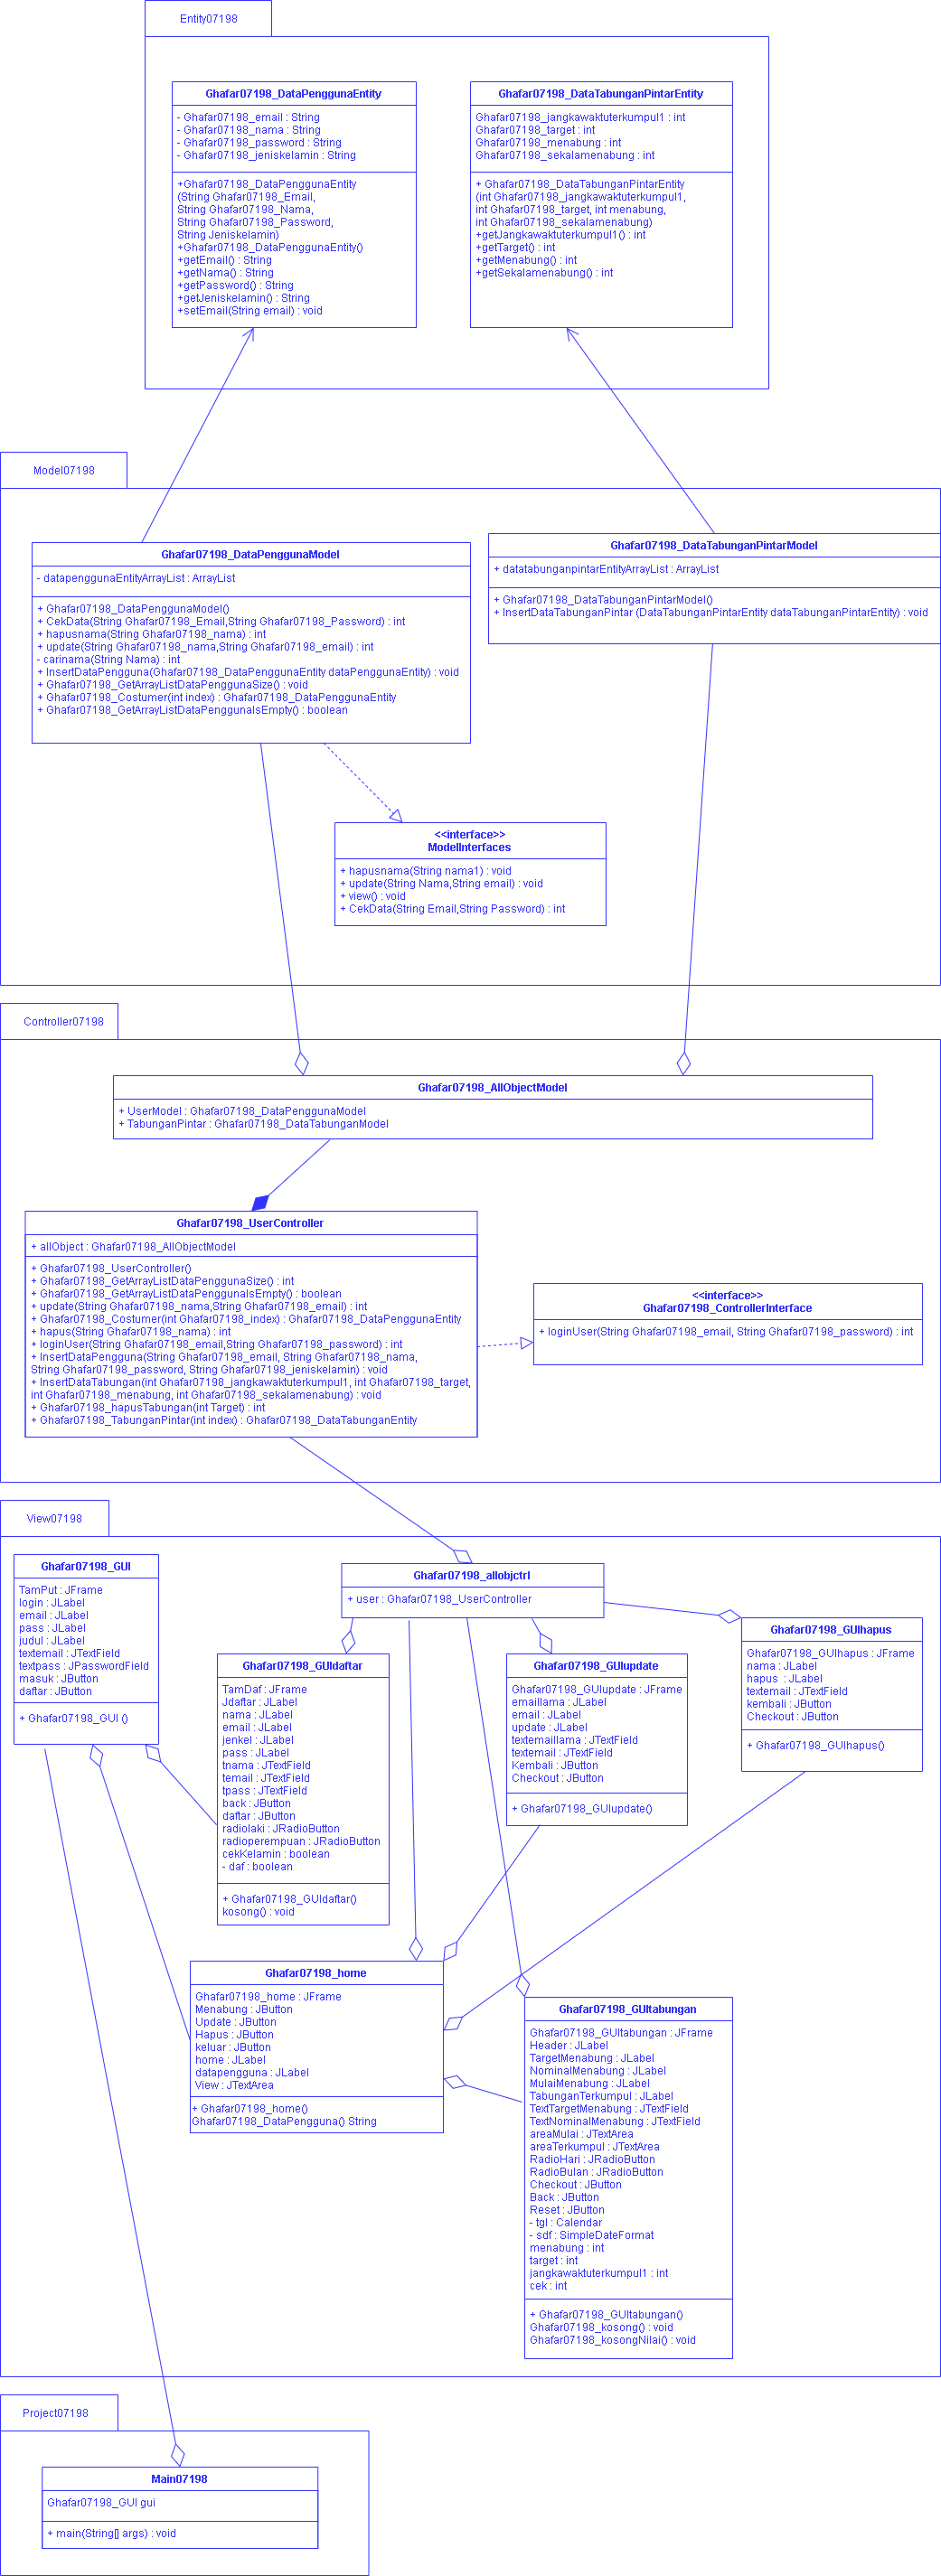 Entity07198
Ghafar07198_DataPenggunaEntity
- Ghafar07198_email : String
- Ghafar07198_nama : String
- Ghafar07198_password : String
- Ghafar07198_jeniskelamin : String
+Ghafar07198_DataPenggunaEntity
(String Ghafar07198_Email,
String Ghafar07198_Nama,
String Ghafar07198_Password,
String Jeniskelamin)
+Ghafar07198_DataPenggunaEntity()
+getEmail() : String
+getNama() : String
+getPassword() : String
+getJeniskelamin() : String
+setEmail(String email) : void
Ghafar07198_DataTabunganPintarEntity
Ghafar07198_jangkawaktuterkumpul1 : int
Ghafar07198_target : int
Ghafar07198_menabung : int
Ghafar07198_sekalamenabung : int
+ Ghafar07198_DataTabunganPintarEntity
(int Ghafar07198_jangkawaktuterkumpul1,
int Ghafar07198_target, int menabung,
int Ghafar07198_sekalamenabung)
+getJangkawaktuterkumpul1() : int
+getTarget() : int
+getMenabung() : int
+getSekalamenabung() : int
Model07198
Ghafar07198_DataPenggunaModel
- datapenggunaEntityArrayList : ArrayList
+ Ghafar07198_DataPenggunaModel()
+ CekData(String Ghafar07198_Email,String Ghafar07198_Password) : int
+ hapusnama(String Ghafar07198_nama) : int
+ update(String Ghafar07198_nama,String Ghafar07198_email) : int
- carinama(String Nama) : int
+ InsertDataPengguna(Ghafar07198_DataPenggunaEntity dataPenggunaEntity) : void
+ Ghafar07198_GetArrayListDataPenggunaSize() : void
+ Ghafar07198_Costumer(int index) : Ghafar07198_DataPenggunaEntity
+ Ghafar07198_GetArrayListDataPenggunaIsEmpty() : boolean
Ghafar07198_DataTabunganPintarModel
+ datatabunganpintarEntityArrayList : ArrayList
+ Ghafar07198_DataTabunganPintarModel()
+ InsertDataTabunganPintar (DataTabunganPintarEntity dataTabunganPintarEntity) : void
<<interface>>
ModelInterfaces
+ hapusnama(String nama1) : void
+ update(String Nama,String email) : void
+ view() : void
+ CekData(String Email,String Password) : int
Controller07198
Ghafar07198_AllObjectModel
+ UserModel : Ghafar07198_DataPenggunaModel
+ TabunganPintar : Ghafar07198_DataTabunganModel
Ghafar07198_UserController
+ allObject : Ghafar07198_AllObjectModel
+ Ghafar07198_UserController()
+ Ghafar07198_GetArrayListDataPenggunaSize() : int
+ Ghafar07198_GetArrayListDataPenggunaIsEmpty() : boolean
+ update(String Ghafar07198_nama,String Ghafar07198_email) : int
+ Ghafar07198_Costumer(int Ghafar07198_index) : Ghafar07198_DataPenggunaEntity
+ hapus(String Ghafar07198_nama) : int
+ loginUser(String Ghafar07198_email,String Ghafar07198_password) : int
+ InsertDataPengguna(String Ghafar07198_email, String Ghafar07198_nama,
String Ghafar07198_password, String Ghafar07198_jeniskelamin) : void
+ InsertDataTabungan(int Ghafar07198_jangkawaktuterkumpul1, int Ghafar07198_target,
int Ghafar07198_menabung, int Ghafar07198_sekalamenabung) : void
+ Ghafar07198_hapusTabungan(int Target) : int
+ Ghafar07198_TabunganPintar(int index) : Ghafar07198_DataTabunganEntity
<<interface>>
Ghafar07198_ControllerInterface
+ loginUser(String Ghafar07198_email, String Ghafar07198_password) : int
View07198
Ghafar07198_GUI
TamPut : JFrame
login : JLabel
email : JLabel
pass : JLabel
judul : JLabel
textemail : JTextField
textpass : JPasswordField
masuk : JButton
daftar : JButton
+ Ghafar07198_GUI ()
Ghafar07198_allobjctrl
+ user : Ghafar07198_UserController
Ghafar07198_GUIdaftar
TamDaf : JFrame
Jdaftar : JLabel
nama : JLabel
email : JLabel
jenkel : JLabel
pass : JLabel
tnama : JTextField
temail : JTextField
tpass : JTextField
back : JButton
daftar : JButton
radiolaki : JRadioButton
radioperempuan : JRadioButton
cekKelamin : boolean
- daf : boolean
+ Ghafar07198_GUIdaftar()
kosong() : void
Ghafar07198_GUIupdate
Ghafar07198_GUIupdate : JFrame
emaillama : JLabel
email : JLabel
update : JLabel
textemaillama : JTextField
textemail : JTextField
Kembali : JButton
Checkout : JButton
+ Ghafar07198_GUIupdate()
Ghafar07198_GUIhapus
Ghafar07198_GUIhapus : JFrame
nama : JLabel
hapus  : JLabel
textemail : JTextField
kembali : JButton
Checkout : JButton
+ Ghafar07198_GUIhapus()
Ghafar07198_home
Ghafar07198_home : JFrame
Menabung : JButton
Update : JButton
Hapus : JButton
keluar : JButton
home : JLabel
datapengguna : JLabel
View : JTextArea
+ Ghafar07198_home()
Ghafar07198_DataPengguna() String
Ghafar07198_GUItabungan
Ghafar07198_GUItabungan : JFrame
Header : JLabel
TargetMenabung : JLabel
NominalMenabung : JLabel
MulaiMenabung : JLabel
TabunganTerkumpul : JLabel
TextTargetMenabung : JTextField
TextNominalMenabung : JTextField
areaMulai : JTextArea
areaTerkumpul : JTextArea
RadioHari : JRadioButton
RadioBulan : JRadioButton
Checkout : JButton
Back : JButton
Reset : JButton
- tgl : Calendar
- sdf : SimpleDateFormat
menabung : int
target : int
jangkawaktuterkumpul1 : int
cek : int
+ Ghafar07198_GUItabungan()
Ghafar07198_kosong() : void
Ghafar07198_kosongNilai() : void
Project07198
Main07198
Ghafar07198_GUI gui
+ main(String[] args) : void